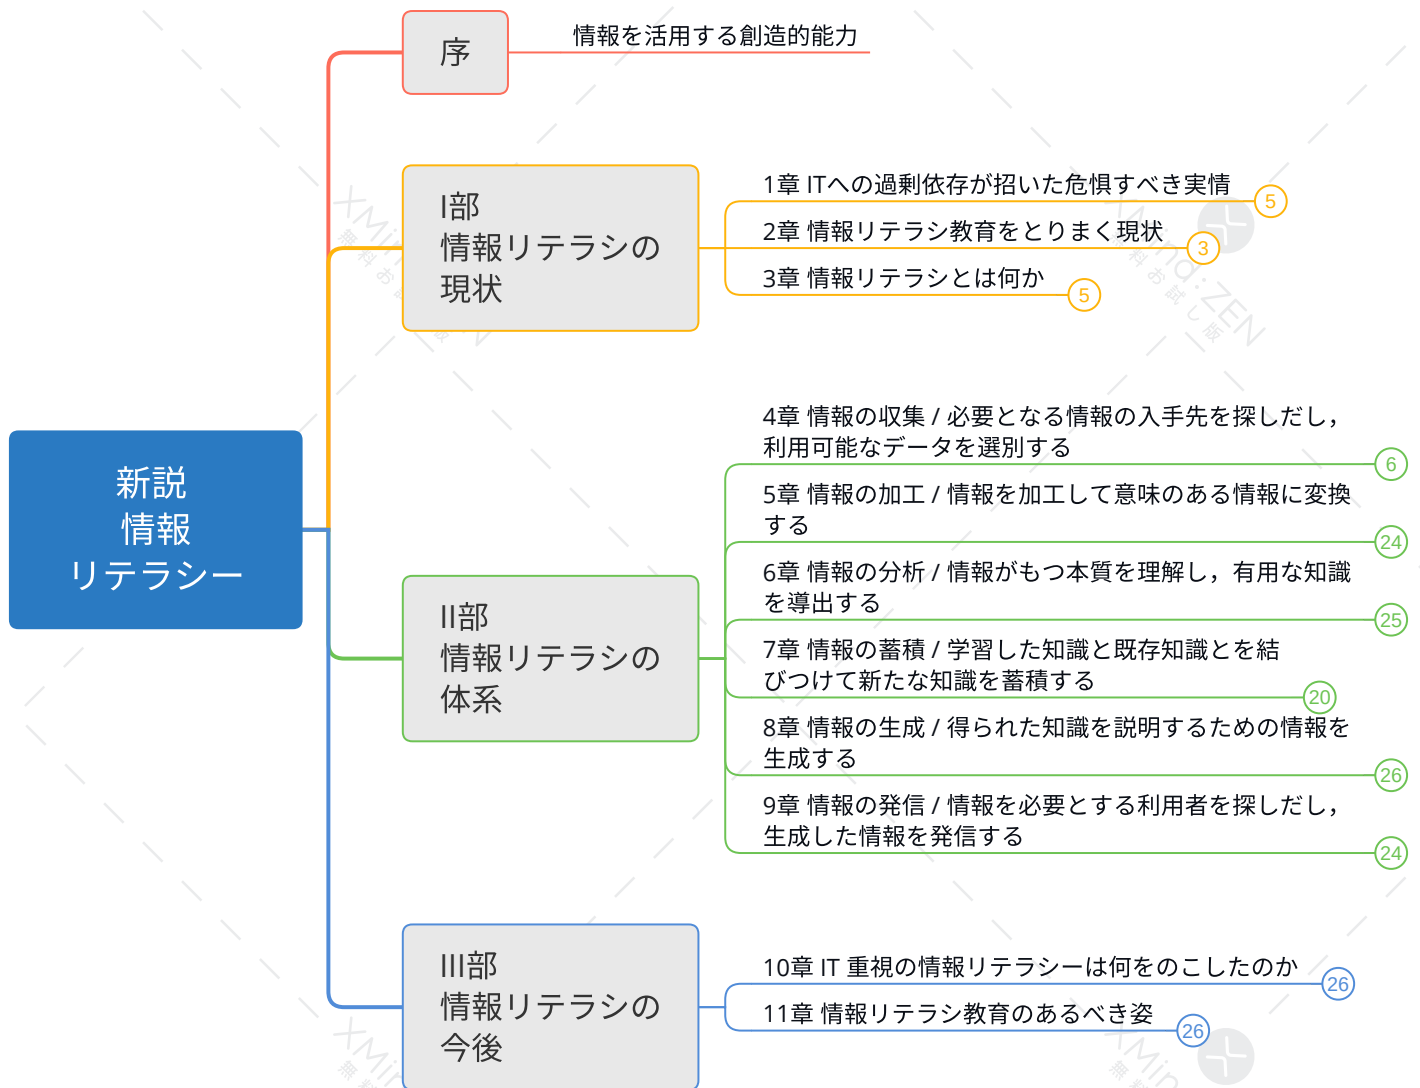 序
情報を活用する創造的能力
新説
情報
リテラシー
I部
情報リテラシの
現状
1章 ITへの過剰依存が招いた危惧すべき実情
5
2章 情報リテラシ教育をとりまく現状
3
3章 情報リテラシとは何か
5
II部
情報リテラシの
体系
4章 情報の収集 / 必要となる情報の入手先を探しだし，
利用可能なデータを選別する
6
5章 情報の加工 / 情報を加工して意味のある情報に変換
する
24
6章 情報の分析 / 情報がもつ本質を理解し，有用な知識
を導出する
25
7章 情報の蓄積 / 学習した知識と既存知識とを結
びつけて新たな知識を蓄積する
20
8章 情報の生成 / 得られた知識を説明するための情報を
生成する
26
9章 情報の発信 / 情報を必要とする利用者を探しだし，
生成した情報を発信する
24
III部
情報リテラシの
今後
10章 IT 重視の情報リテラシーは何をのこしたのか
26
11章 情報リテラシ教育のあるべき姿
26
XMind:ZEN
無料お試し版